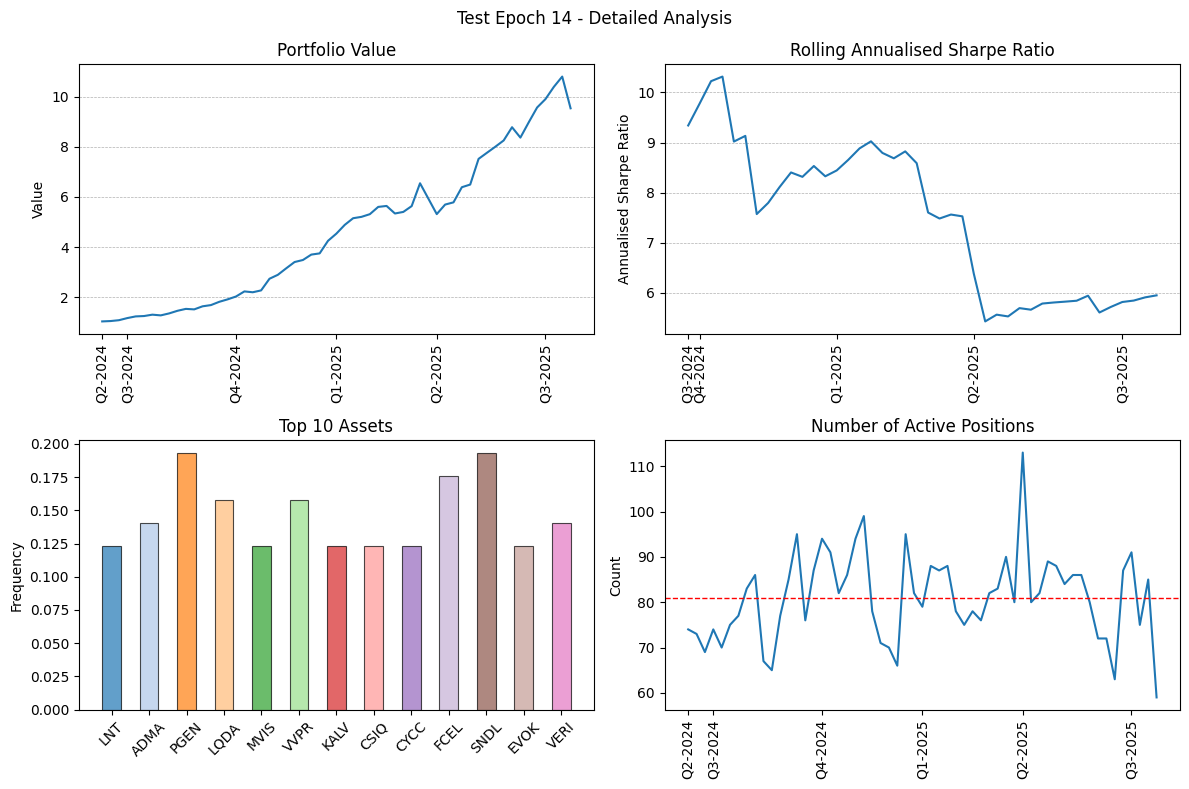 Test Epoch 14 - Detailed Analysis
Portfolio Value
Value
10
8
6
4
2
Q2-2024
Q3-2024
Q4-2024
Q1-2025
Q2-2025
Q3-2025
Rolling Annualised Sharpe Ratio
Annualised Sharpe Ratio
10
9
8
7
6
Q3-2024
Q4-2024
Q1-2025
Q2-2025
Q3-2025
Top 10 Assets
Frequency
0.200
0.175
0.150
0.125
0.100
0.075
0.050
0.025
0.000
LNT
ADMA
PGEN
LQDA
MVIS
VVPR
KALV
CSIQ
CYCC
FCEL
SNDL
EVOK
VERI
Number of Active Positions
Count
110
100
90
80
70
60
Q2-2024
Q3-2024
Q4-2024
Q1-2025
Q2-2025
Q3-2025